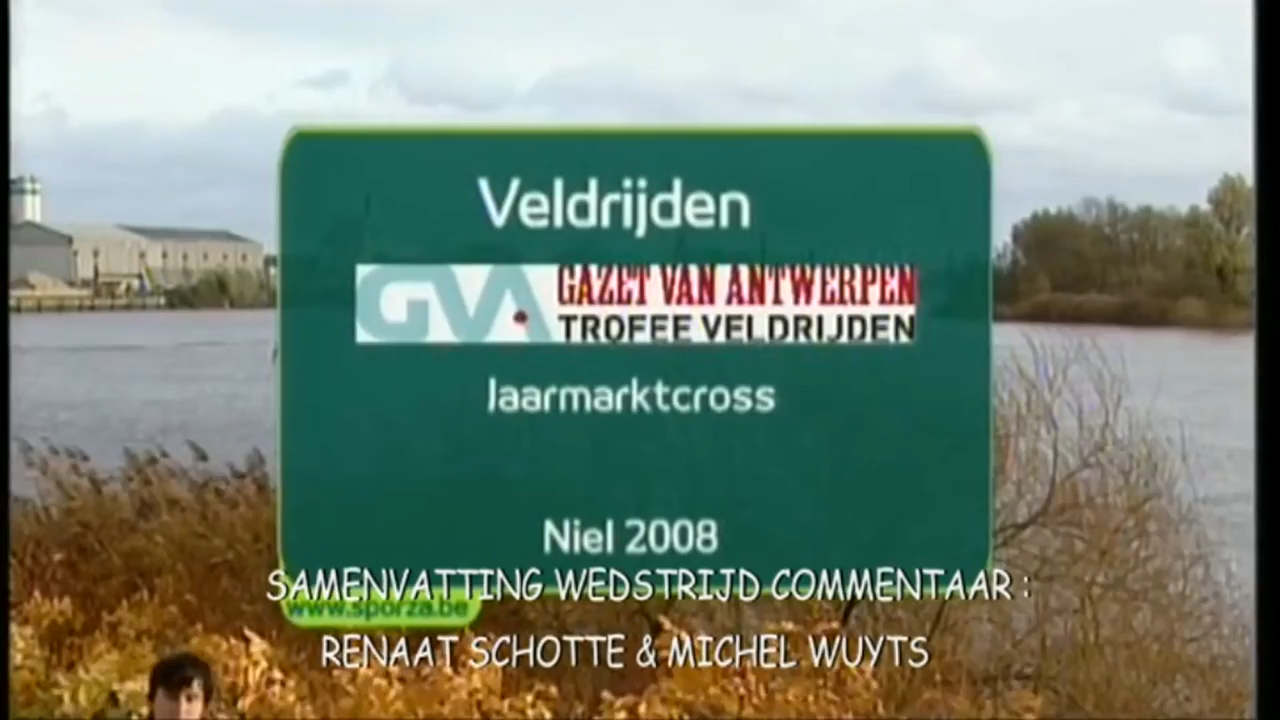 Veldrijden
GVA GAZET VAN ANTWERPEN
TROFEE VELDRIJDEN
Jaarmarktcross
Niel 2008
SAMENVATTING WEDSTRIJD COMMENTAAR :
www.sporza.be
RENAAT SCHOTTE & MICHEL WUYTS